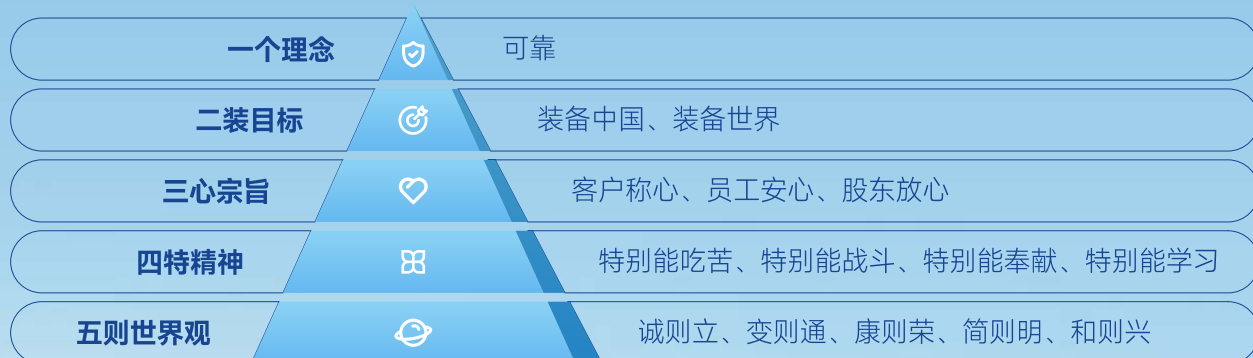 一个理念 可靠
二装目标 装备中国、装备世界
三心宗旨 客户称心、员工安心、股东放心
四特精神 特别能吃苦、特别能战斗、特别能奉献、特别能学习
五则世界观 诚则立、变则通、康则荣、简则明、和则兴